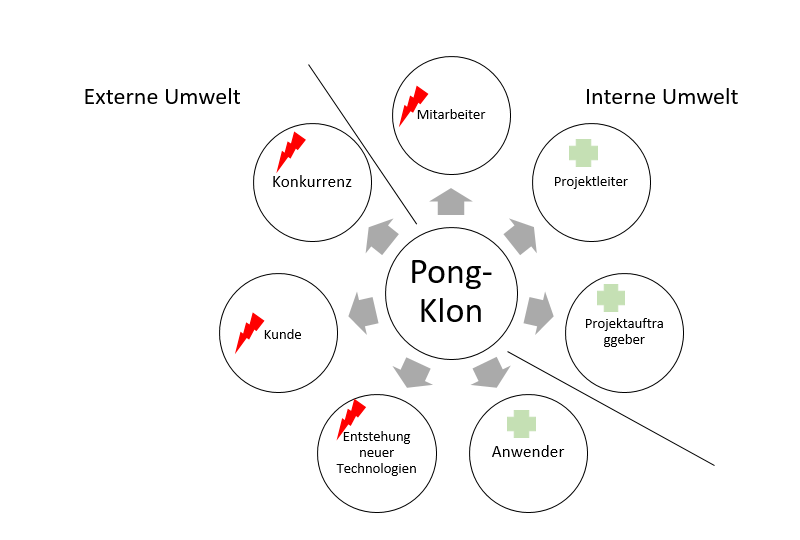 Externe Umwelt
Interne Umwelt
Mitarbeiter
Konkurrenz
Projektleiter
Pong-
Klon
Kunde
Projektauftra
ggeber
Entstehung
neuer
Technologien
Anwender